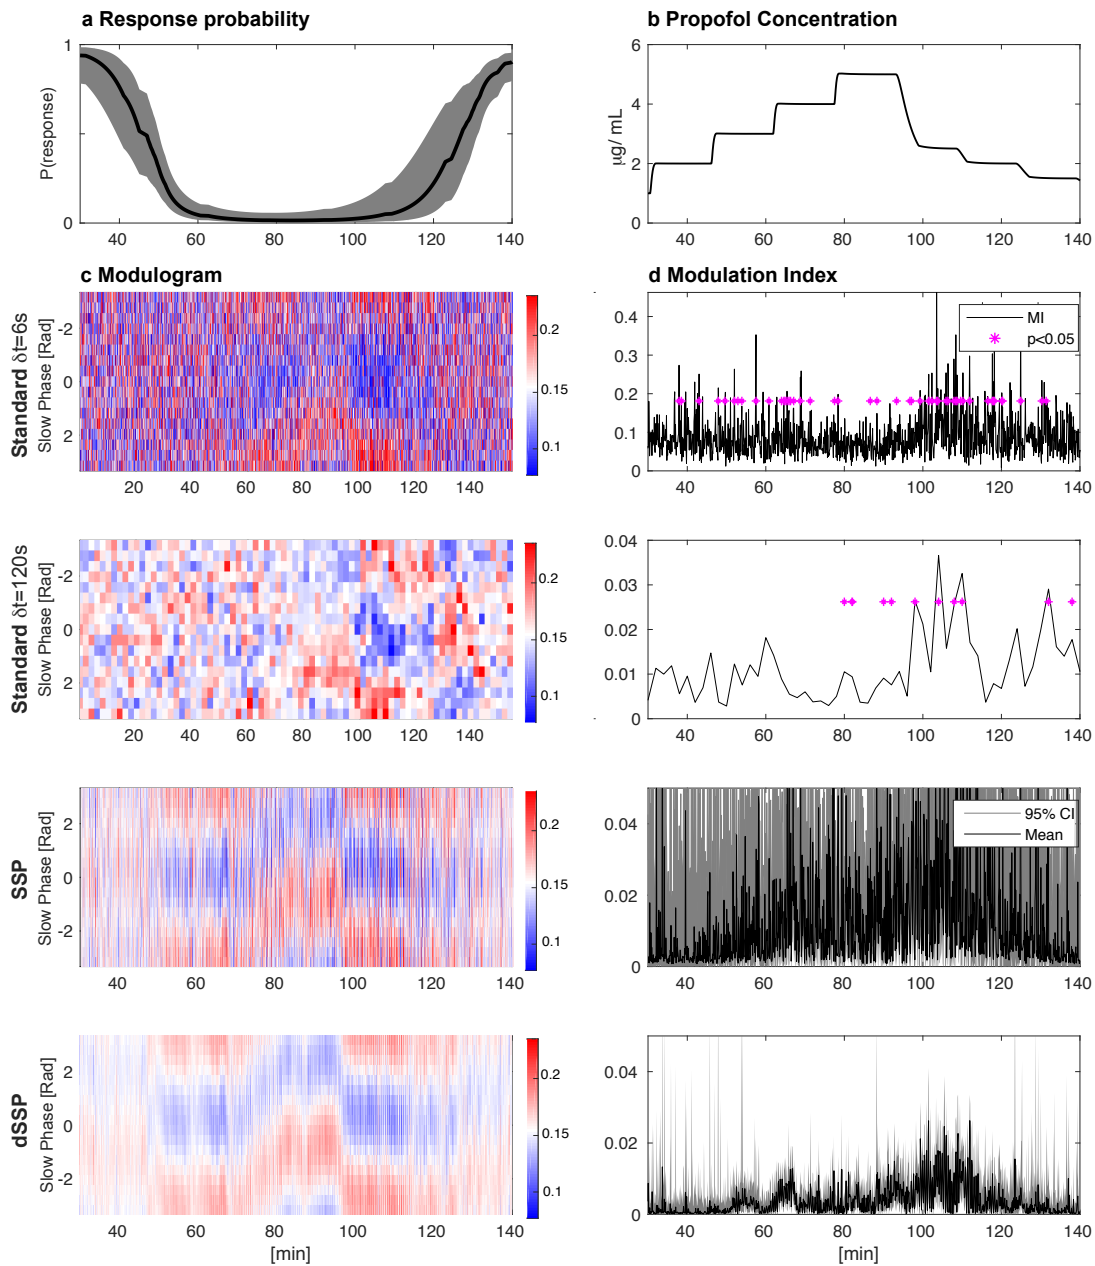 a Response probability
b Propofol Concentration
P(response)
1
0
40 60 80 100 120 140
µg/ mL
6
4
2
0
40 60 80 100 120 140
c Modulogram
d Modulation Index
Standard δt=6s
Slow Phase [Rad]
-2
0
2
20 40 60 80 100 120 140
0.2
0.15
0.1
0.4
0.3
0.2
0.1
0
MI
p<0.05
40 60 80 100 120 140
Standard δt=120s
Slow Phase [Rad]
-2
0
2
20 40 60 80 100 120 140
0.2
0.15
0.1
0.04
0.03
0.02
0.01
0
40 60 80 100 120 140
SSP
Slow Phase [Rad]
2
0
-2
40 60 80 100 120 140
0.2
0.15
0.1
0.04
0.02
0
95% CI
Mean
40 60 80 100 120 140
dSSP
Slow Phase [Rad]
2
0
-2
40 60 80 100 120 140
[min]
0.2
0.15
0.1
0.04
0.02
0
40 60 80 100 120 140
[min]